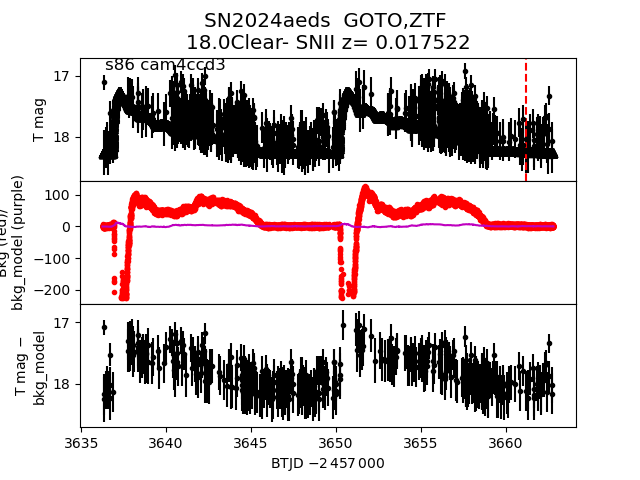 SN2024aeds GOTO,ZTF
18.0Clear- SNII z= 0.017522
s86 cam4ccd3
17
18
T mag
100
0
−100
−200
Bkg (red)/
bkg_model (purple)
17
18
T mag −
bkg_model
3635 3640 3645 3650 3655 3660
BTJD −2 457 000